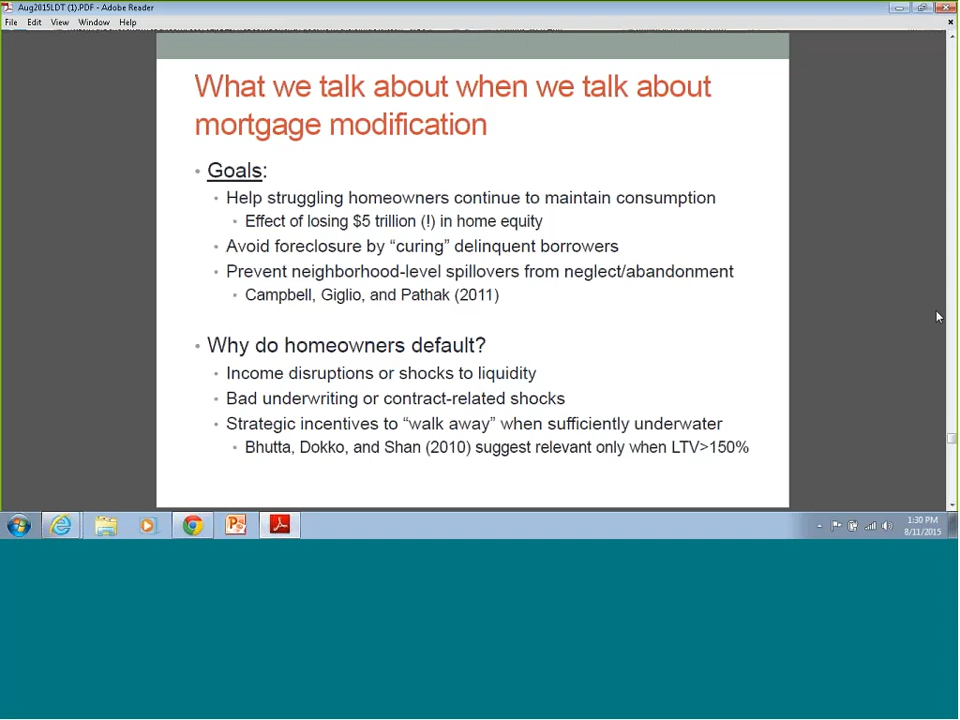 Aug2015LDT (1).PDF - Adobe Reader
File Edit View Window Help
What we talk about when we talk about
mortgage modification
• Goals:
• Help struggling homeowners continue to maintain consumption
• Effect of losing $5 trillion (!) in home equity
• Avoid foreclosure by “curing” delinquent borrowers
• Prevent neighborhood-level spillovers from neglect/abandonment
• Campbell, Giglio, and Pathak (2011)
• Why do homeowners default?
• Income disruptions or shocks to liquidity
• Bad underwriting or contract-related shocks
• Strategic incentives to “walk away” when sufficiently underwater
• Bhutta, Dokko, and Shan (2010) suggest relevant only when LTV>150%
1:30 PM
8/11/2015